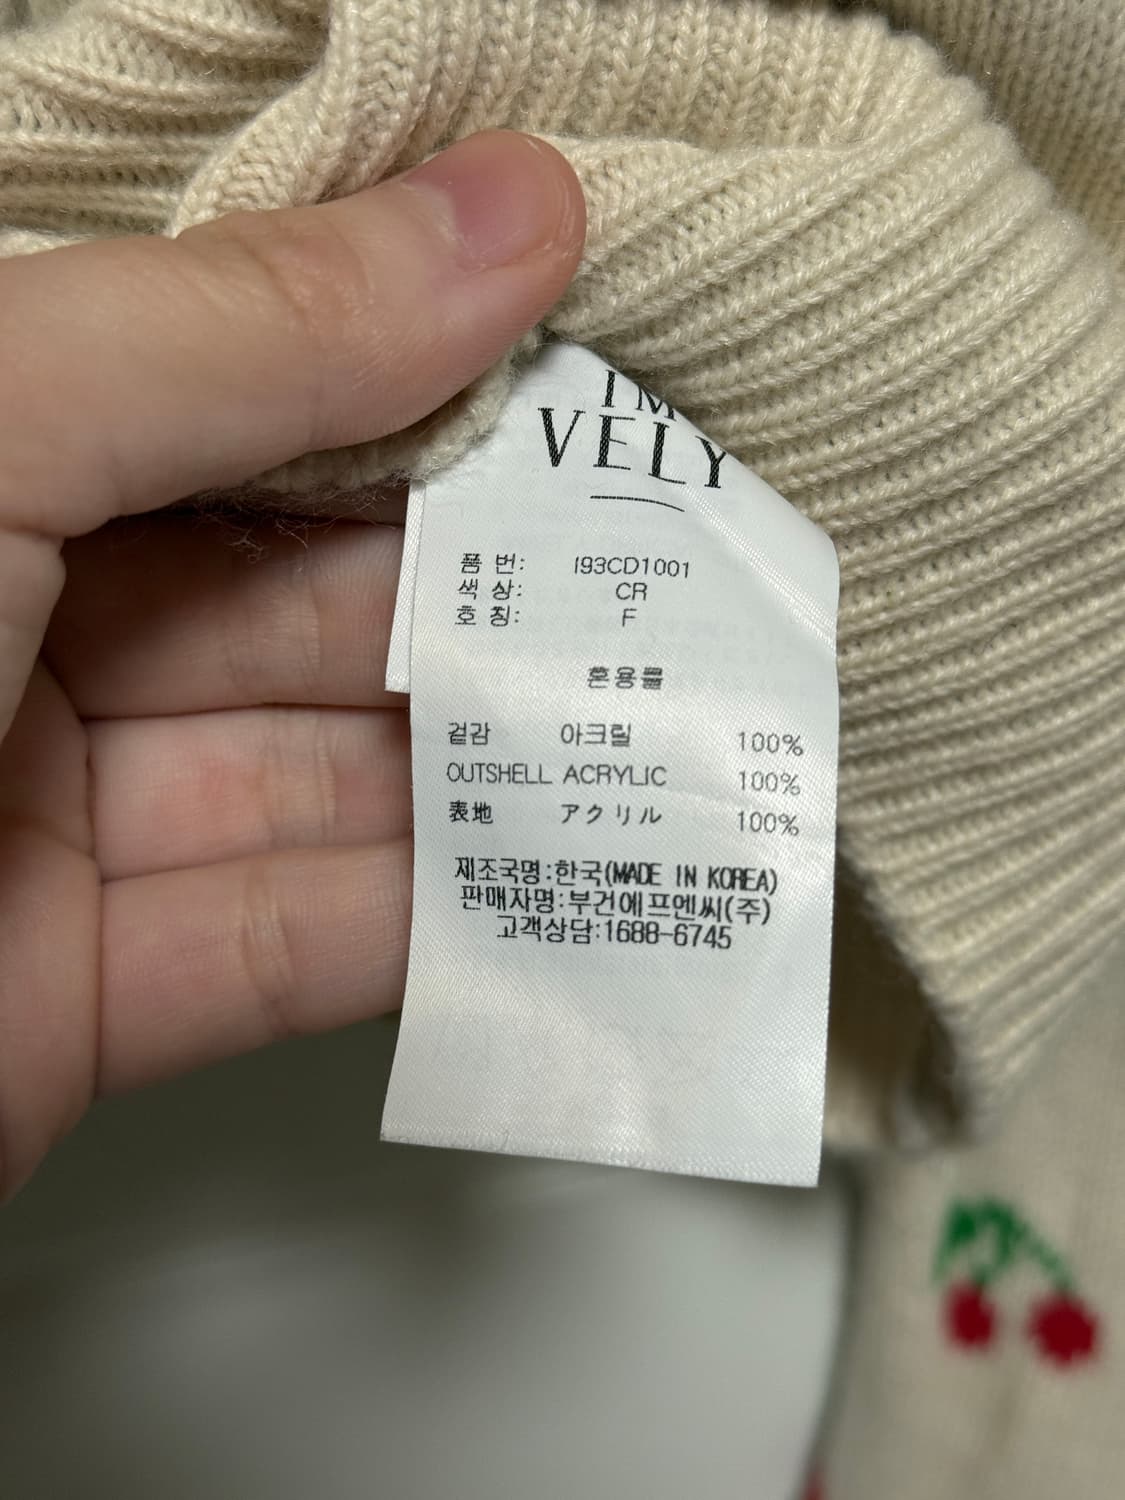 I'M
VELY
품 번: I93CD1001
색 상: CR
호 칭: F
혼용률
겉감 아크릴 100%
OUTSHELL ACRYLIC 100%
表地 アクリル 100%
제조국명:한국(MADE IN KOREA)
판매자명:부건에프엔씨(주)
고객상담:1688-6745